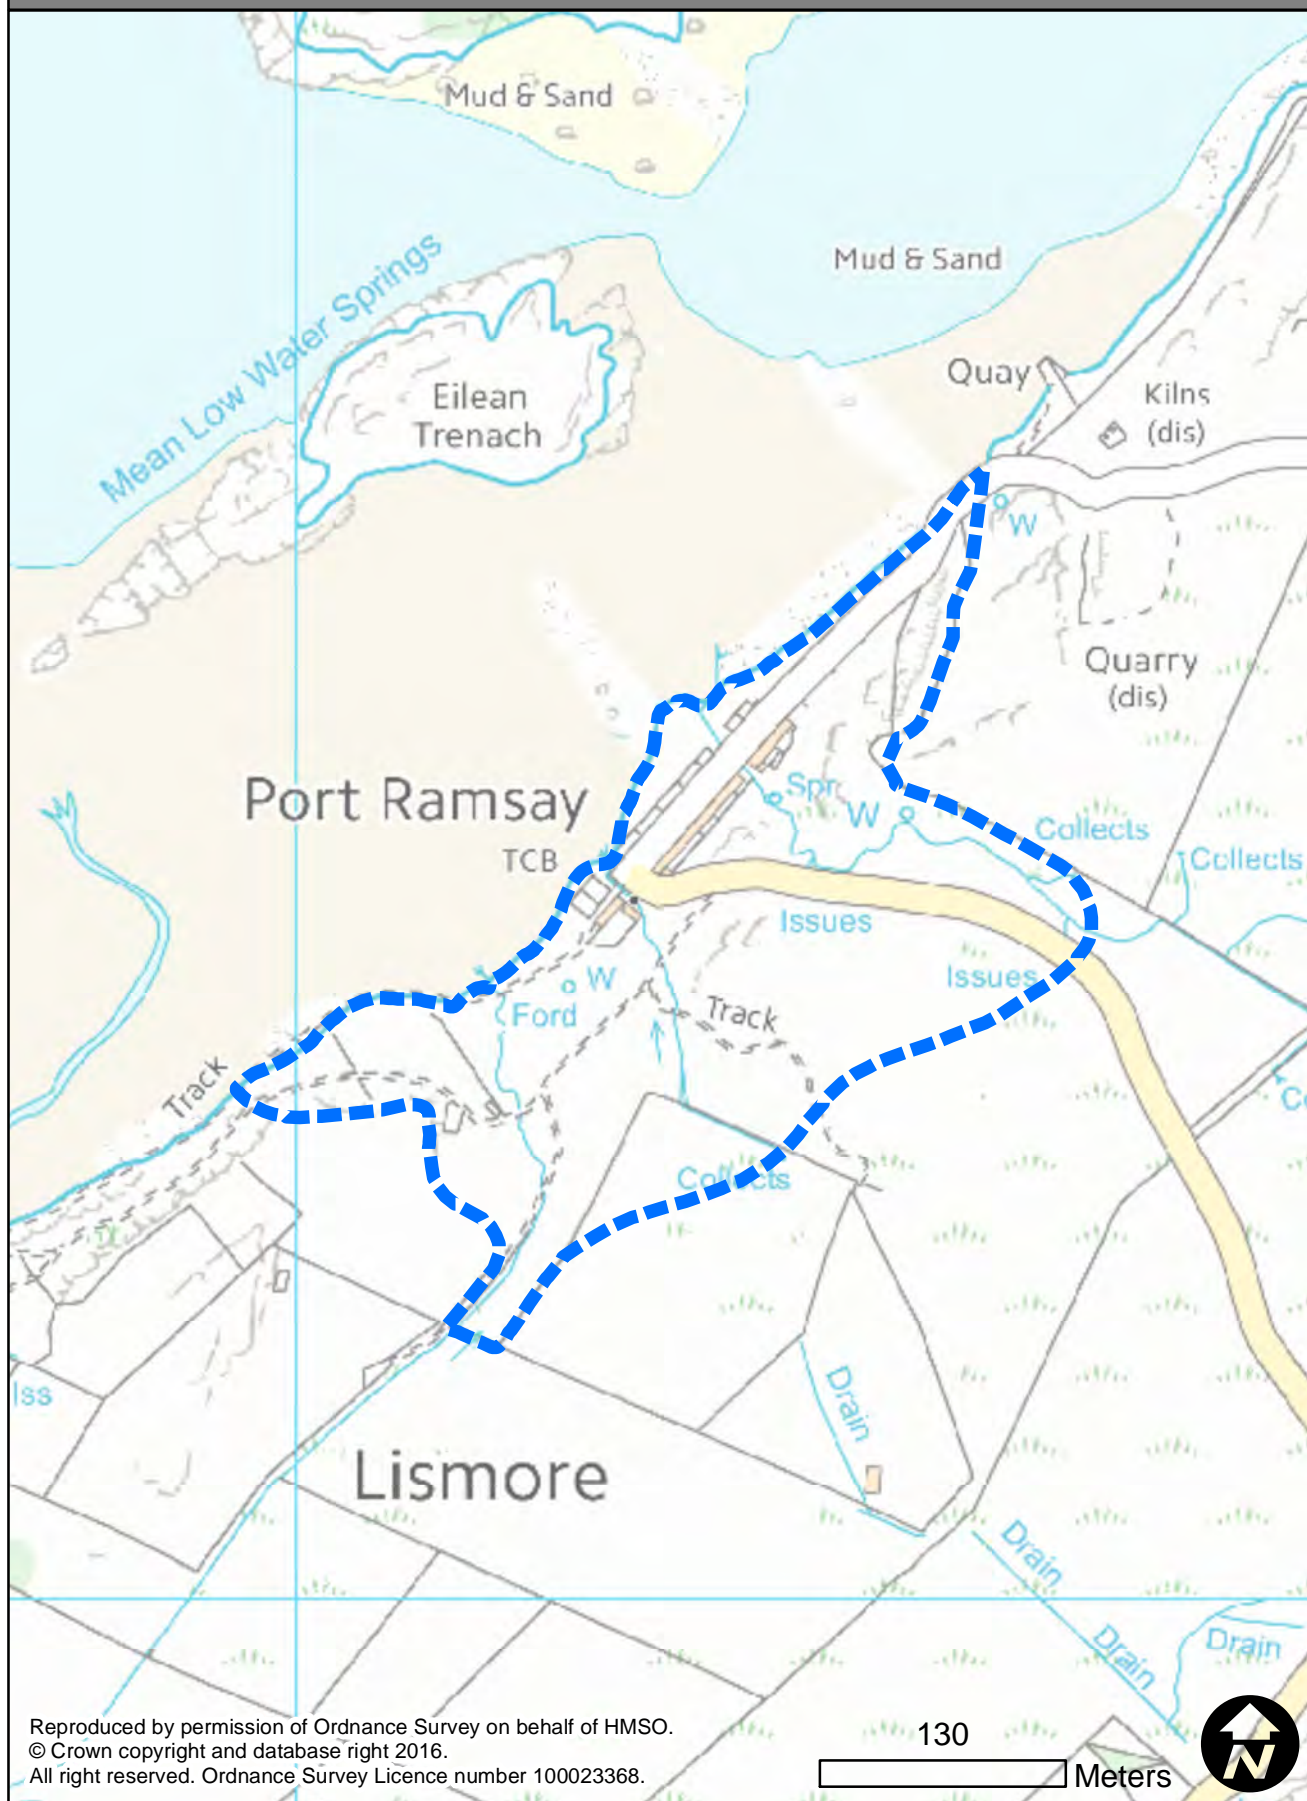 Mud & Sand
Mean Low Water Springs
Mud & Sand
Eilean
Trenach
Quay
Kilns
(dis)
W
Quarry
(dis)
Port Ramsay
Spr
W
Collects
Collects
TCB
Issues
Issues
W
Ford
Track
Track
Collects
Drain
Iss
Lismore
Drain
Drain
Drain
Reproduced by permission of Ordnance Survey on behalf of HMSO.
© Crown copyright and database right 2016.
All right reserved. Ordnance Survey Licence number 100023368.
130
Meters
N